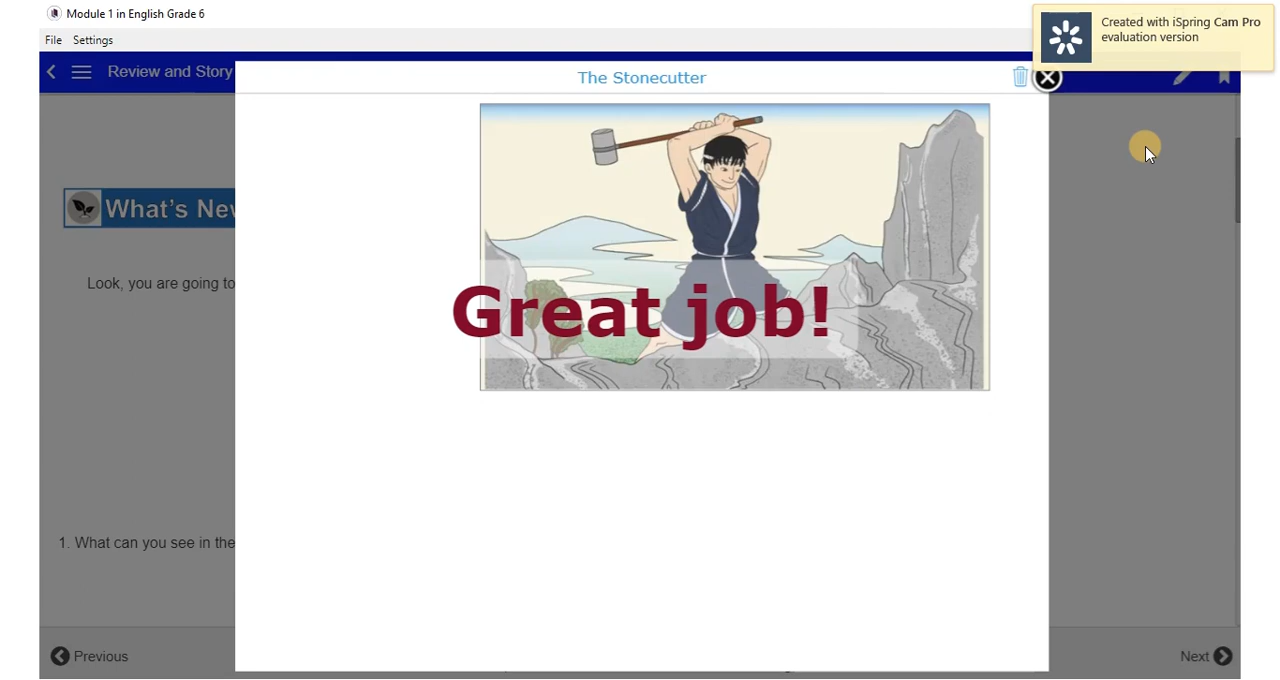 Module 1 in English Grade 6
Created with iSpring Cam Pro
evaluation version
File Settings
Review and Story
The Stonecutter
What's Nev
Look, you are going to
Great job!
1. What can you see in the
Previous
Next